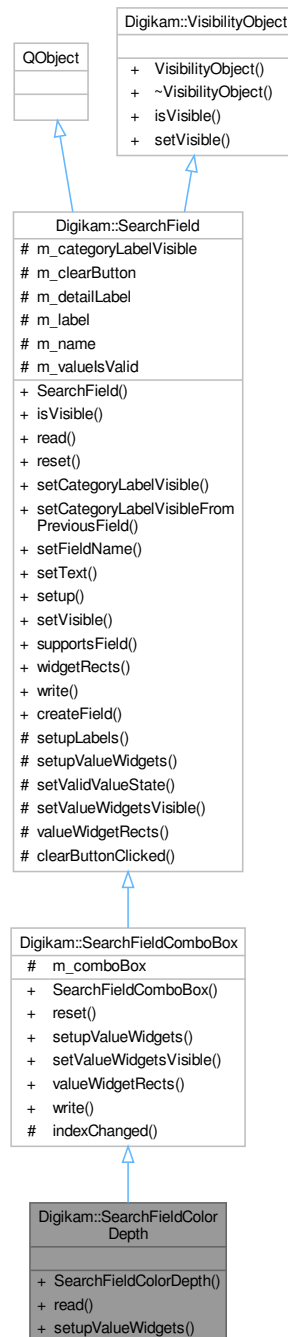 Digikam::VisibilityObject
+ VisibilityObject()
+ ~VisibilityObject()
+ isVisible()
+ setVisible()
QObject
Digikam::SearchField
# m_categoryLabelVisible
# m_clearButton
# m_detailLabel
# m_label
# m_name
# m_valueIsValid
+ SearchField()
+ isVisible()
+ read()
+ reset()
+ setCategoryLabelVisible()
+ setCategoryLabelVisibleFrom
PreviousField()
+ setFieldName()
+ setText()
+ setup()
+ setVisible()
+ supportsField()
+ widgetRects()
+ write()
+ createField()
# setupLabels()
# setupValueWidgets()
# setValidValueState()
# setValueWidgetsVisible()
# valueWidgetRects()
# clearButtonClicked()
Digikam::SearchFieldComboBox
# m_comboBox
+ SearchFieldComboBox()
+ reset()
+ setupValueWidgets()
+ setValueWidgetsVisible()
+ valueWidgetRects()
+ write()
# indexChanged()
Digikam::SearchFieldColor
Depth
+ SearchFieldColorDepth()
+ read()
+ setupValueWidgets()